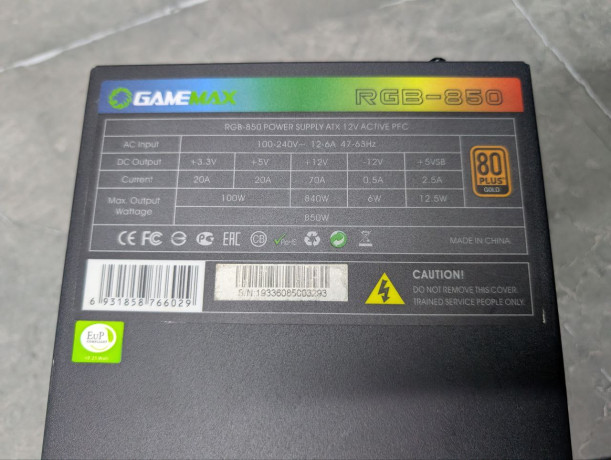 GAMEMAX RGB-850
RGB-850 POWER SUPPLY ATX 12V ACTIVE PFC
AC Input 100-240V~ 12-6A 47-63Hz
DC Output +3.3V +5V +12V -12V +5VSB
Current 20A 20A 70A 0.5A 2.5A
Max. Output Wattage 100W 840W 6W 12.5W
850W
80 PLUS GOLD
CE FC EAC RoHS
MADE IN CHINA
6 931858 766029
S/N 19336085003293
CAUTION!
DO NOT REMOVE THIS COVER.
TRAINED SERVICE PEOPLE ONLY.
EuP